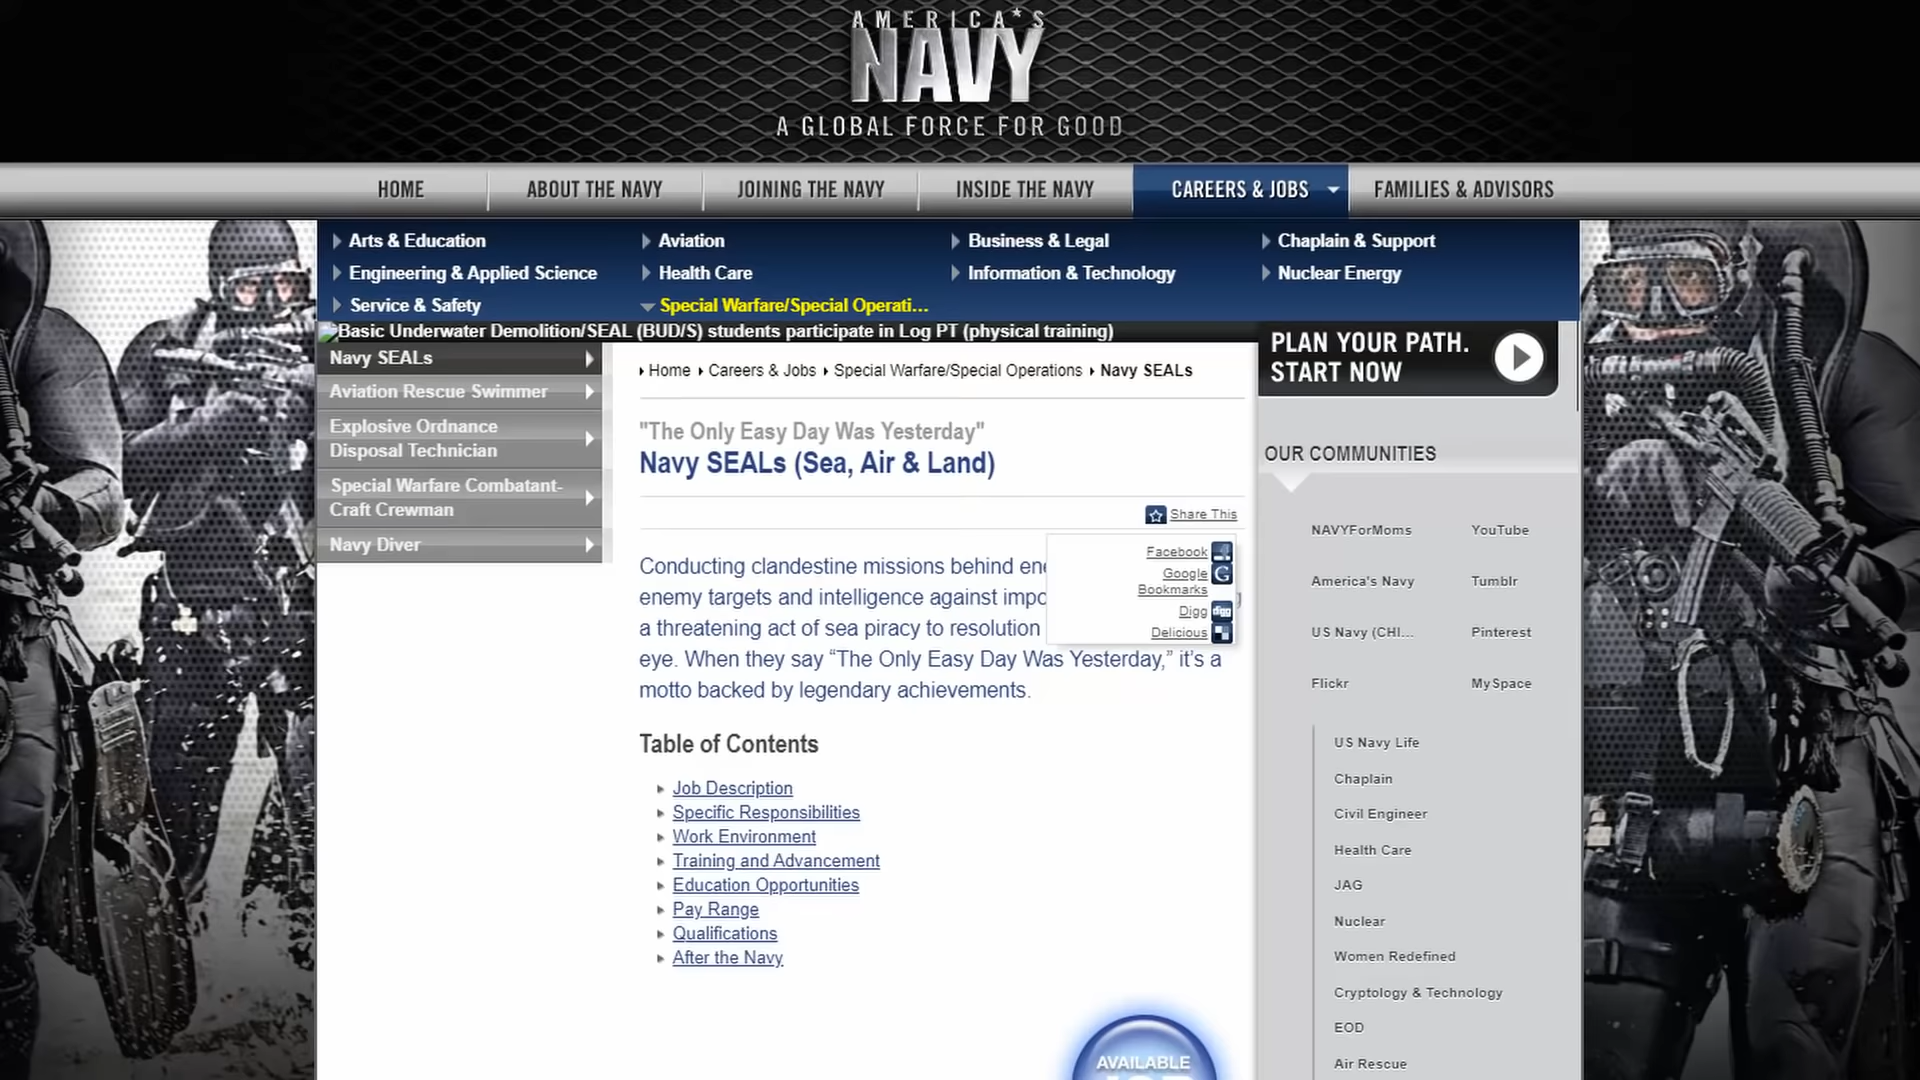 AMERICA★S
NAVY
A GLOBAL FORCE FOR GOOD
HOME
ABOUT THE NAVY
JOINING THE NAVY
INSIDE THE NAVY
CAREERS & JOBS
FAMILIES & ADVISORS
Arts & Education
Aviation
Business & Legal
Chaplain & Support
Engineering & Applied Science
Health Care
Information & Technology
Nuclear Energy
Service & Safety
Special Warfare/Special Operati...
Basic Underwater Demolition/SEAL (BUD/S) students participate in Log PT (physical training)
Navy SEALs
Aviation Rescue Swimmer
Explosive Ordnance
Disposal Technician
Special Warfare Combatant-
Craft Crewman
Navy Diver
Home
Careers & Jobs
Special Warfare/Special Operations
Navy SEALs
"The Only Easy Day Was Yesterday"
Navy SEALs (Sea, Air & Land)
Share This
Facebook
Google
Bookmarks
Digg
digg
Delicious
Conducting clandestine missions behind
enemy targets and intelligence against
a threatening act of sea piracy to resolution
eye. When they say “The Only Easy Day Was Yesterday,” it’s a
motto backed by legendary achievements.
Table of Contents
Job Description
Specific Responsibilities
Work Environment
Training and Advancement
Education Opportunities
Pay Range
Qualifications
After the Navy
AVAILABLE
PLAN YOUR PATH.
START NOW
OUR COMMUNITIES
NAVYForMoms
YouTube
America's Navy
Tumblr
US Navy (CHI...
Pinterest
Flickr
MySpace
US Navy Life
Chaplain
Civil Engineer
Health Care
JAG
Nuclear
Women Redefined
Cryptology & Technology
EOD
Air Rescue